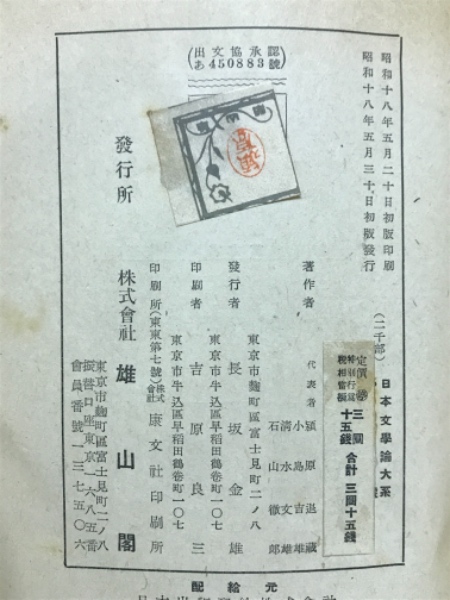 (出文協承認 あ450883號)
昭和十八年五月二十日初版印刷
昭和十八年五月三十日初版發行
(二千部)
日本文學論大系
定價 三圓
特別行爲税相當額 十五錢
合計 三圓十五錢
著作者
代表者 潁原退藏
小島吉雄
淸水文雄
石山徹郎
東京市麴町區富士見町二ノ八
發行者 長坂金雄
東京市牛込區早稻田鶴卷町一〇七
印刷者 吉原良三
東京市牛込區早稻田鶴卷町一〇七
印刷所(東東第七號)株式會社 康文社印刷所
發行所 株式會社 雄山閣
東京市麴町區富士見町二ノ八
振替口座東京一六八五番
會員番號一三七五〇六
配給元